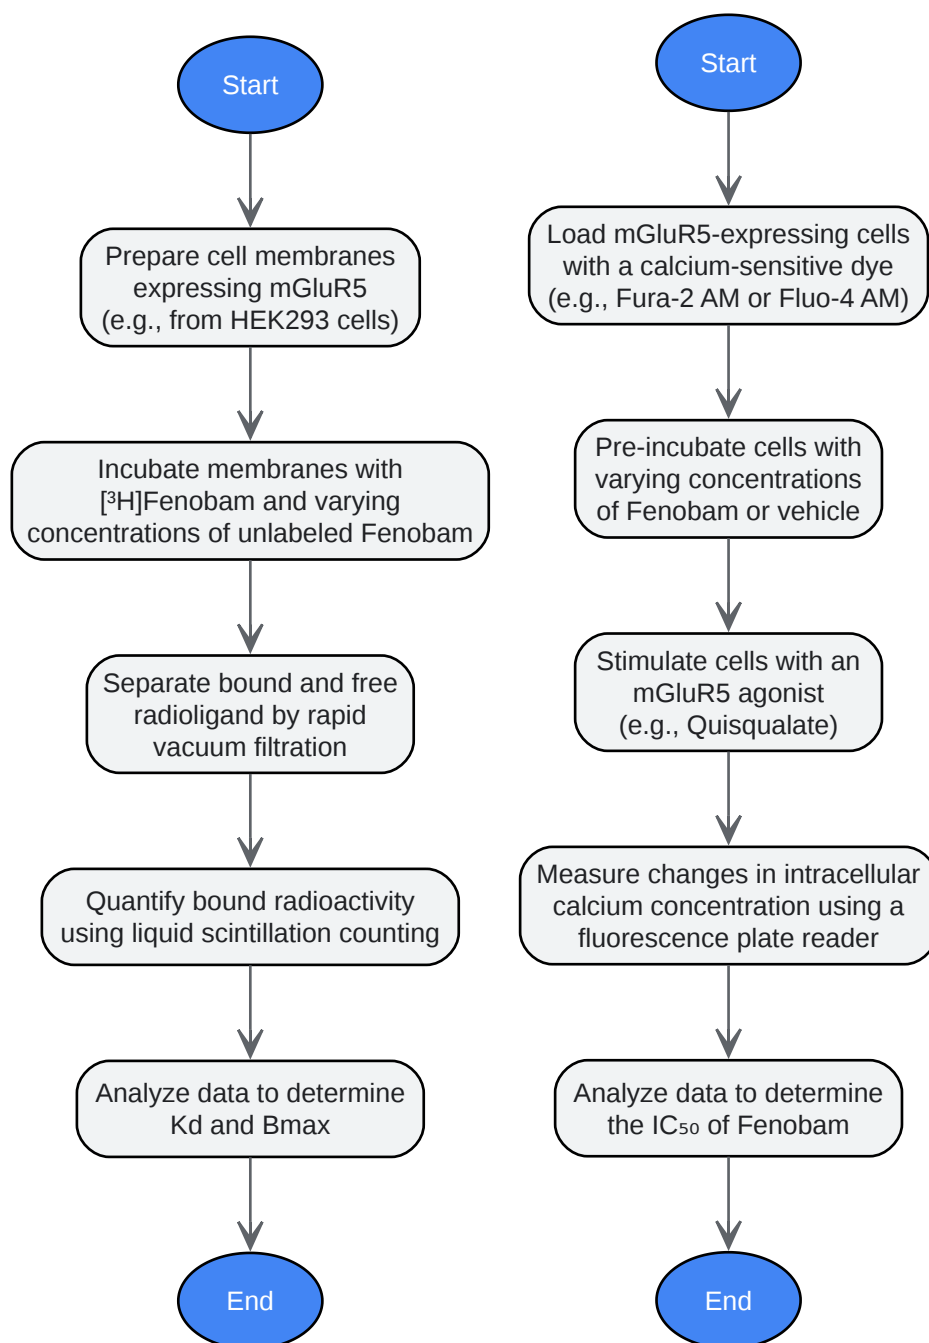 Start
Prepare cell membranes
expressing mGluR5
(e.g., from HEK293 cells)
Incubate membranes with
[³H]Fenobam and varying
concentrations of unlabeled Fenobam
Separate bound and free
radioligand by rapid
vacuum filtration
Quantify bound radioactivity
using liquid scintillation counting
Analyze data to determine
Kd and Bmax
End
Start
Load mGluR5-expressing cells
with a calcium-sensitive dye
(e.g., Fura-2 AM or Fluo-4 AM)
Pre-incubate cells with
varying concentrations
of Fenobam or vehicle
Stimulate cells with an
mGluR5 agonist
(e.g., Quisqualate)
Measure changes in intracellular
calcium concentration using a
fluorescence plate reader
Analyze data to determine
the IC₅₀ of Fenobam
End